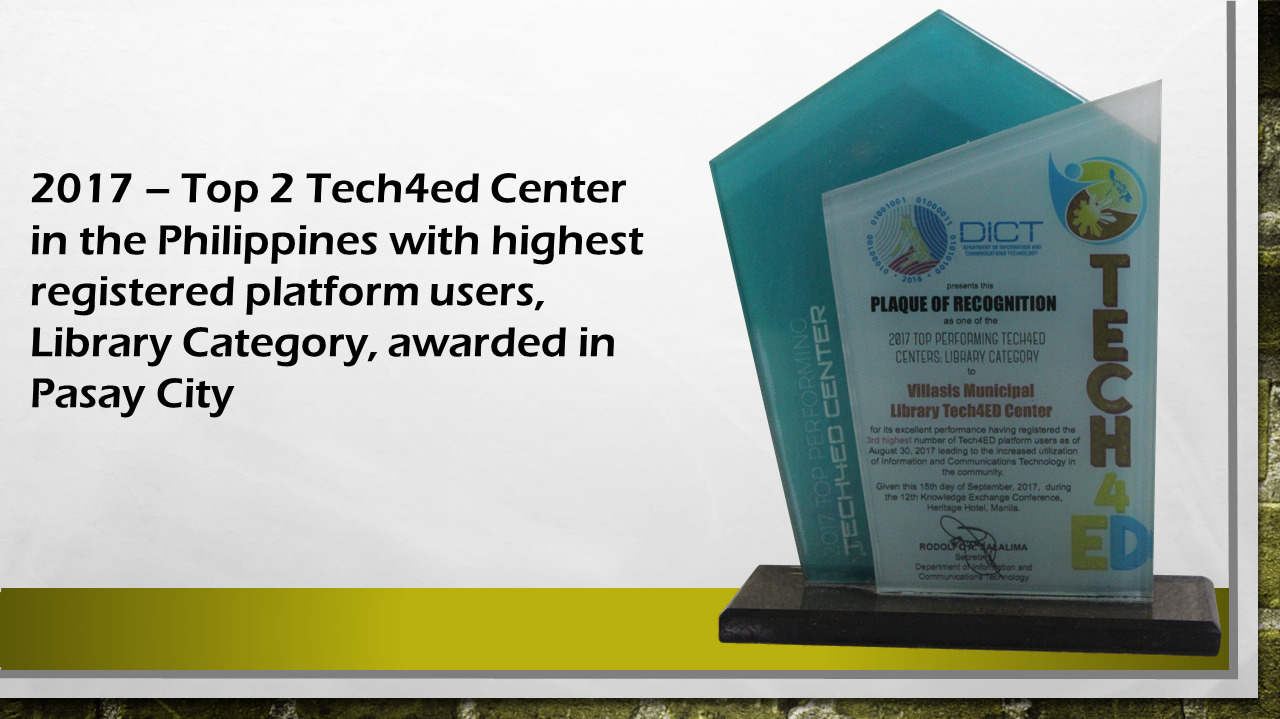 2017 – Top 2 Tech4ed Center
in the Philippines with highest
registered platform users,
Library Category, awarded in
Pasay City
2017 TOP PERFORMING
TECH4ED CENTER
01000100 01001001 01000011 01010100
2016
DICT
DEPARTMENT OF INFORMATION AND
COMMUNICATIONS TECHNOLOGY
presents this
PLAQUE OF RECOGNITION
as one of the
2017 TOP PERFORMING TECH4ED
CENTERS: LIBRARY CATEGORY
to
Villasis Municipal
Library Tech4ED Center
for its excellent performance having registered the
3rd highest number of Tech4ED platform users as of
August 30, 2017 leading to the increased utilization
of Information and Communications Technology in
the community.
Given this 15th day of September, 2017, during
the 12th Knowledge Exchange Conference,
Heritage Hotel, Manila.
RODOLFO A. SALALIMA
Secretary
Department of Information and
Communications Technology
TECH
4
ED